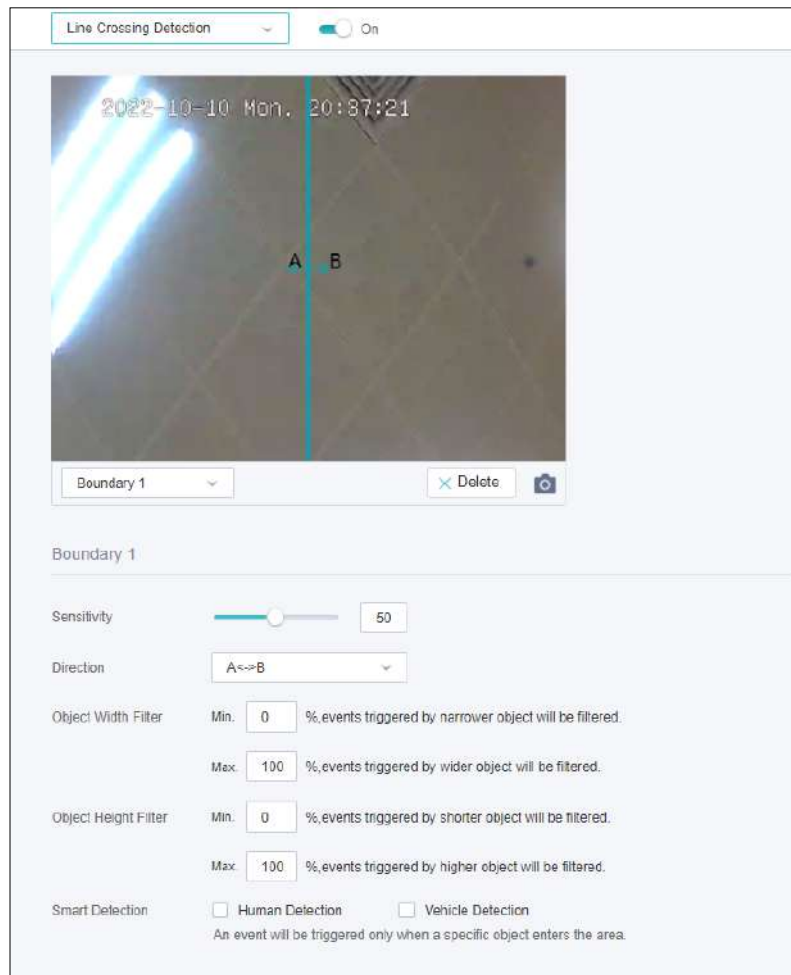 Line Crossing Detection On
2022-10-10 Mon. 20:37:21
A B
Boundary 1 Delete
Boundary 1
Sensitivity 50
Direction A<->B
Object Width Filter Min. 0 %,events triggered by narrower object will be filtered.
Max. 100 %,events triggered by wider object will be filtered.
Object Height Filter Min. 0 %,events triggered by shorter object will be filtered.
Max. 100 %,events triggered by higher object will be filtered.
Smart Detection Human Detection Vehicle Detection
An event will be triggered only when a specific object enters the area.